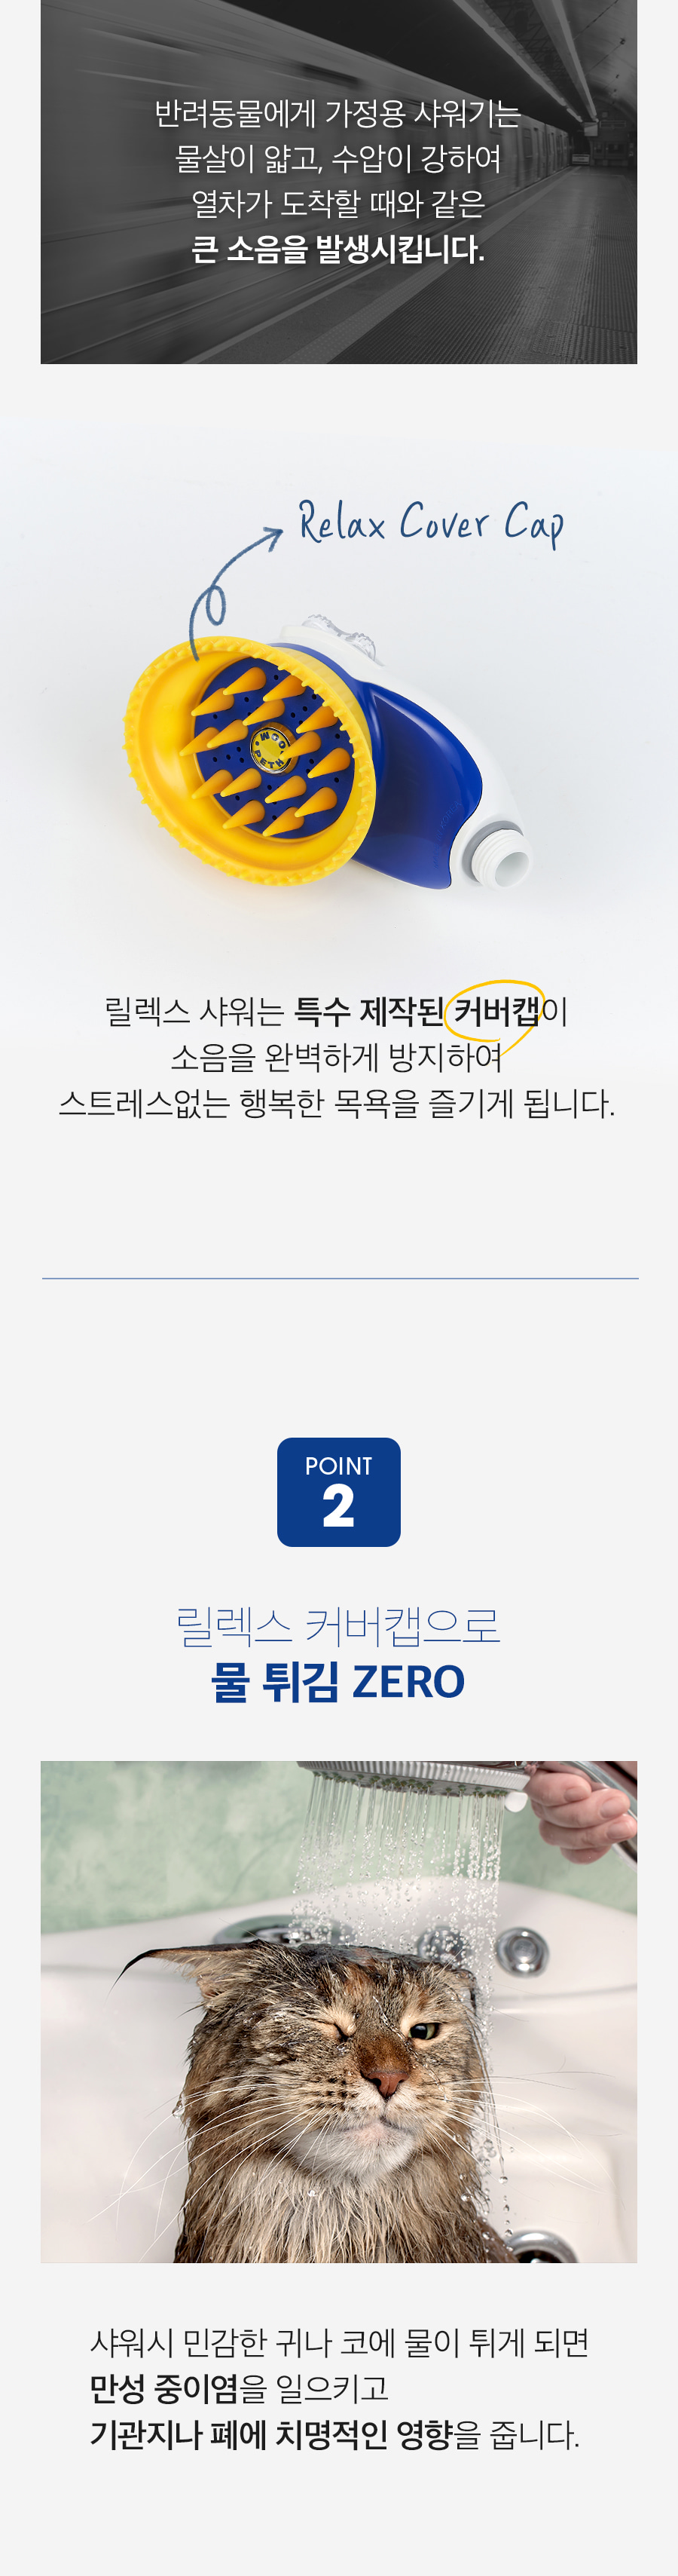 반려동물에게 가정용 샤워기는
물살이 얇고, 수압이 강하여
열차가 도착할 때와 같은
큰 소음을 발생시킵니다.
Relax Cover Cap
MOO
PETH
릴렉스 샤워는 특수 제작된 커버캡이
소음을 완벽하게 방지하여
스트레스없는 행복한 목욕을 즐기게 됩니다.
POINT
2
릴렉스 커버캡으로
물 튀김 ZERO
샤워시 민감한 귀나 코에 물이 튀게 되면
만성 중이염을 일으키고
기관지나 폐에 치명적인 영향을 줍니다.